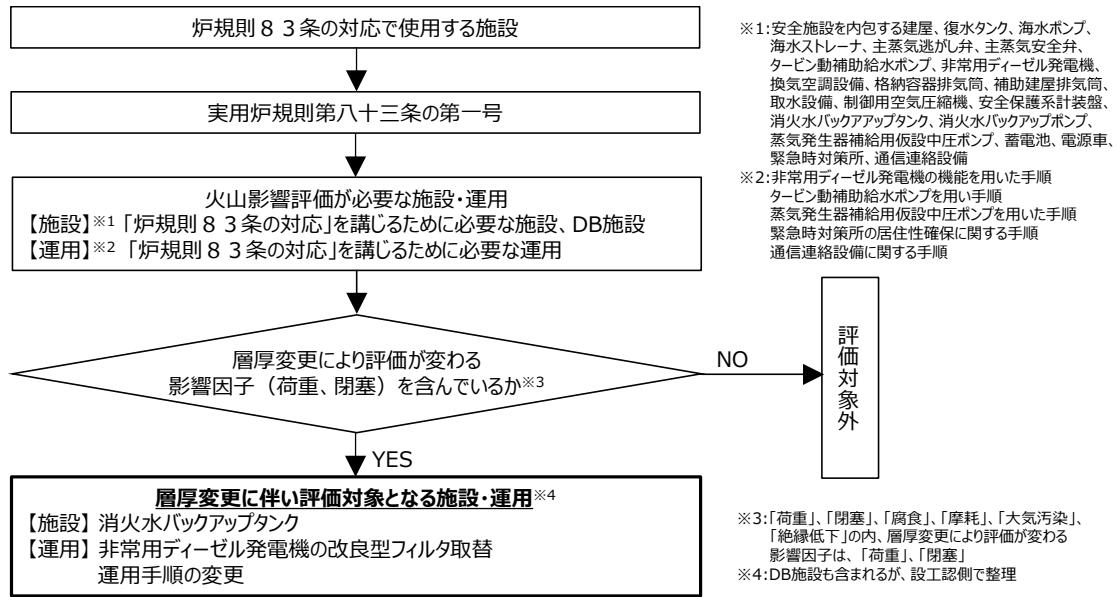 炉規則８３条の対応で使用する施設
実用炉規則第八十三条の第一号
火山影響評価が必要な施設・運用
【施設】※1 「炉規則８３条の対応」を講じるために必要な施設、DB施設
【運用】※2 「炉規則８３条の対応」を講じるために必要な運用
層厚変更により評価が変わる
影響因子（荷重、閉塞）を含んでいるか※3
NO
評価対象外
YES
層厚変更に伴い評価対象となる施設・運用※4
【施設】 消火水バックアップタンク
【運用】 非常用ディーゼル発電機の改良型フィルタ取替
運用手順の変更
※1:安全施設を内包する建屋、復水タンク、海水ポンプ、
海水ストレーナ、主蒸気逃がし弁、主蒸気安全弁、
タービン動補助給水ポンプ、非常用ディーゼル発電機、
換気空調設備、格納容器排気筒、補助建屋排気筒、
取水設備、制御用空気圧縮機、安全保護系計装盤、
消火水バックアアップタンク、消火水バックアップポンプ、
蒸気発生器補給用仮設中圧ポンプ、蓄電池、電源車、
緊急時対策所、通信連絡設備
※2:非常用ディーゼル発電機の機能を用いた手順
タービン動補助給水ポンプを用い手順
蒸気発生器補給用仮設中圧ポンプを用いた手順
緊急時対策所の居住性確保に関する手順
通信連絡設備に関する手順
※3:「荷重」、「閉塞」、「腐食」、「摩耗」、「大気汚染」、
「絶縁低下」の内、層厚変更により評価が変わる
影響因子は、「荷重」、「閉塞」
※4:DB施設も含まれるが、設工認側で整理